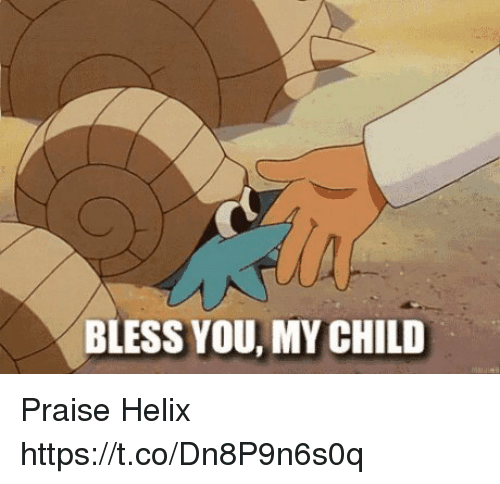 BLESS YOU, MY CHILD
Praise Helix
https://t.co/Dn8P9n6s0q